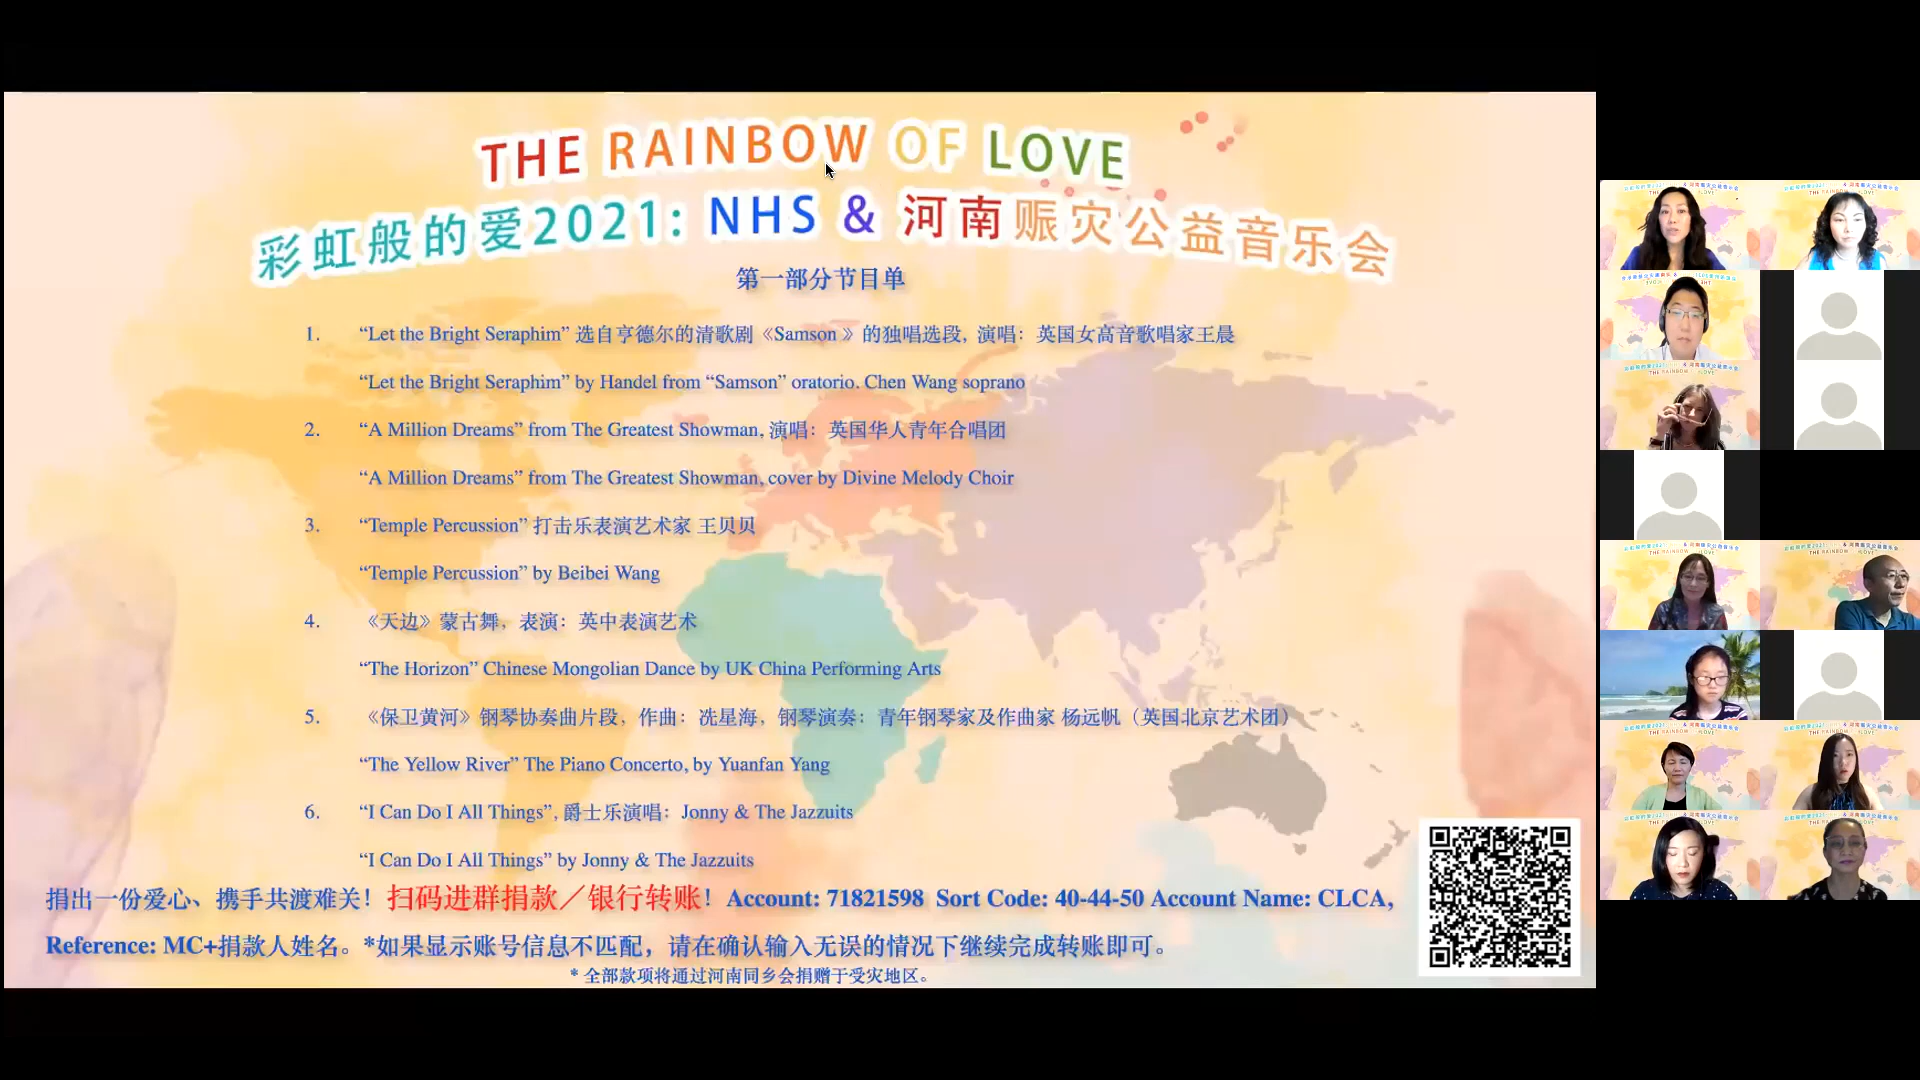 THE RAINBOW OF LOVE
彩虹般的爱2021: NHS & 河南赈灾公益音乐会
第一部分节目单
1. “Let the Bright Seraphim” 选自亨德尔的清歌剧《Samson 》的独唱选段, 演唱：英国女高音歌唱家王晨
“Let the Bright Seraphim” by Handel from “Samson” oratorio. Chen Wang soprano
2. “A Million Dreams” from The Greatest Showman, 演唱：英国华人青年合唱团
“A Million Dreams” from The Greatest Showman, cover by Divine Melody Choir
3. “Temple Percussion” 打击乐表演艺术家 王贝贝
“Temple Percussion” by Beibei Wang
4. 《天边》蒙古舞，表演：英中表演艺术
“The Horizon” Chinese Mongolian Dance by UK China Performing Arts
5. 《保卫黄河》钢琴协奏曲片段，作曲：冼星海，钢琴演奏：青年钢琴家及作曲家 杨远帆（英国北京艺术团）
“The Yellow River” The Piano Concerto, by Yuanfan Yang
6. “I Can Do I All Things”, 爵士乐演唱：Jonny & The Jazzuits
“I Can Do I All Things” by Jonny & The Jazzuits
捐出一份爱心、携手共渡难关！扫码进群捐款／银行转账！Account: 71821598 Sort Code: 40-44-50 Account Name: CLCA,
Reference: MC+捐款人姓名。*如果显示账号信息不匹配，请在确认输入无误的情况下继续完成转账即可。
* 全部款项将通过河南同乡会捐赠于受灾地区。